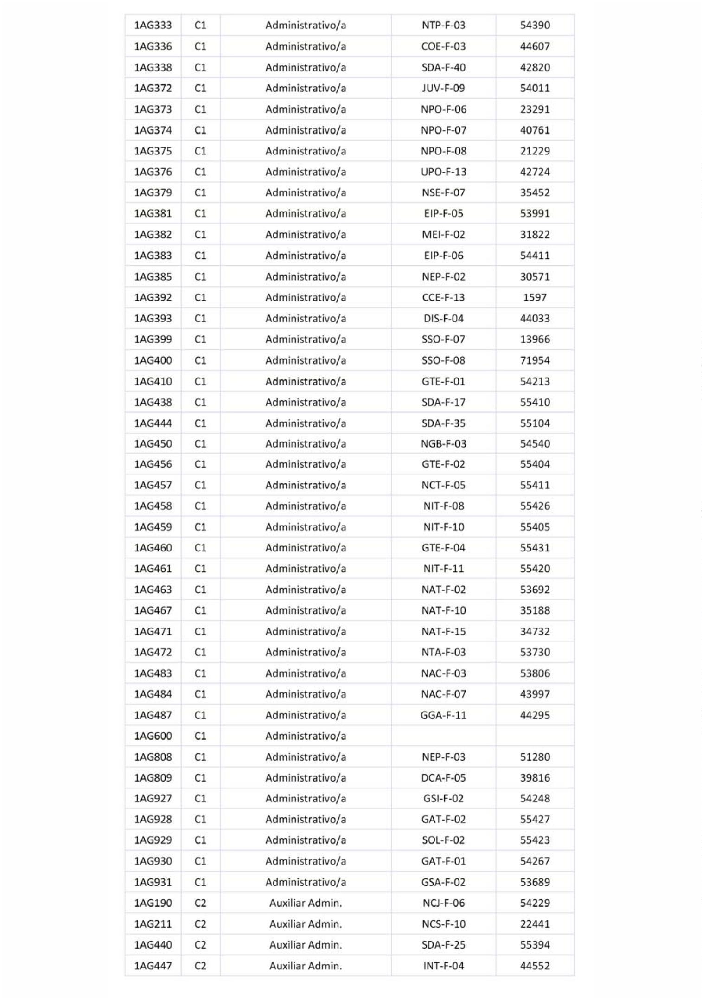 1AG333 C1 Administrativo/a NTP-F-03 54390
1AG336 C1 Administrativo/a COE-F-03 44607
1AG338 C1 Administrativo/a SDA-F-40 42820
1AG372 C1 Administrativo/a JUV-F-09 54011
1AG373 C1 Administrativo/a NPO-F-06 23291
1AG374 C1 Administrativo/a NPO-F-07 40761
1AG375 C1 Administrativo/a NPO-F-08 21229
1AG376 C1 Administrativo/a UPO-F-13 42724
1AG379 C1 Administrativo/a NSE-F-07 35452
1AG381 C1 Administrativo/a EIP-F-05 53991
1AG382 C1 Administrativo/a MEI-F-02 31822
1AG383 C1 Administrativo/a EIP-F-06 54411
1AG385 C1 Administrativo/a NEP-F-02 30571
1AG392 C1 Administrativo/a CCE-F-13 1597
1AG393 C1 Administrativo/a DIS-F-04 44033
1AG399 C1 Administrativo/a SSO-F-07 13966
1AG400 C1 Administrativo/a SSO-F-08 71954
1AG410 C1 Administrativo/a GTE-F-01 54213
1AG438 C1 Administrativo/a SDA-F-17 55410
1AG444 C1 Administrativo/a SDA-F-35 55104
1AG450 C1 Administrativo/a NGB-F-03 54540
1AG456 C1 Administrativo/a GTE-F-02 55404
1AG457 C1 Administrativo/a NCT-F-05 55411
1AG458 C1 Administrativo/a NIT-F-08 55426
1AG459 C1 Administrativo/a NIT-F-10 55405
1AG460 C1 Administrativo/a GTE-F-04 55431
1AG461 C1 Administrativo/a NIT-F-11 55420
1AG463 C1 Administrativo/a NAT-F-02 53692
1AG467 C1 Administrativo/a NAT-F-10 35188
1AG471 C1 Administrativo/a NAT-F-15 34732
1AG472 C1 Administrativo/a NTA-F-03 53730
1AG483 C1 Administrativo/a NAC-F-03 53806
1AG484 C1 Administrativo/a NAC-F-07 43997
1AG487 C1 Administrativo/a GGA-F-11 44295
1AG600 C1 Administrativo/a
1AG808 C1 Administrativo/a NEP-F-03 51280
1AG809 C1 Administrativo/a DCA-F-05 39816
1AG927 C1 Administrativo/a GSI-F-02 54248
1AG928 C1 Administrativo/a GAT-F-02 55427
1AG929 C1 Administrativo/a SOL-F-02 55423
1AG930 C1 Administrativo/a GAT-F-01 54267
1AG931 C1 Administrativo/a GSA-F-02 53689
1AG190 C2 Auxiliar Admin. NCJ-F-06 54229
1AG211 C2 Auxiliar Admin. NCS-F-10 22441
1AG440 C2 Auxiliar Admin. SDA-F-25 55394
1AG447 C2 Auxiliar Admin. INT-F-04 44552